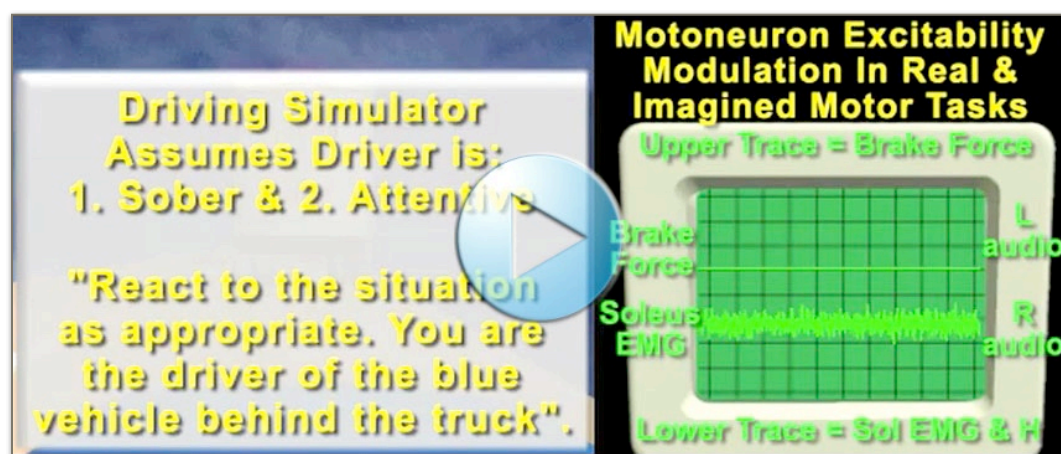 Driving Simulator
Assumes Driver is:
1. Sober & 2. Attentive
"React to the situation
as appropriate. You are
the driver of the blue
vehicle behind the truck".
Motoneuron Excitability
Modulation In Real &
Imagined Motor Tasks
Upper Trace = Brake Force
Brake
Force
L
audio
Soleus
EMG
R
audio
Lower Trace = Sol EMG & H